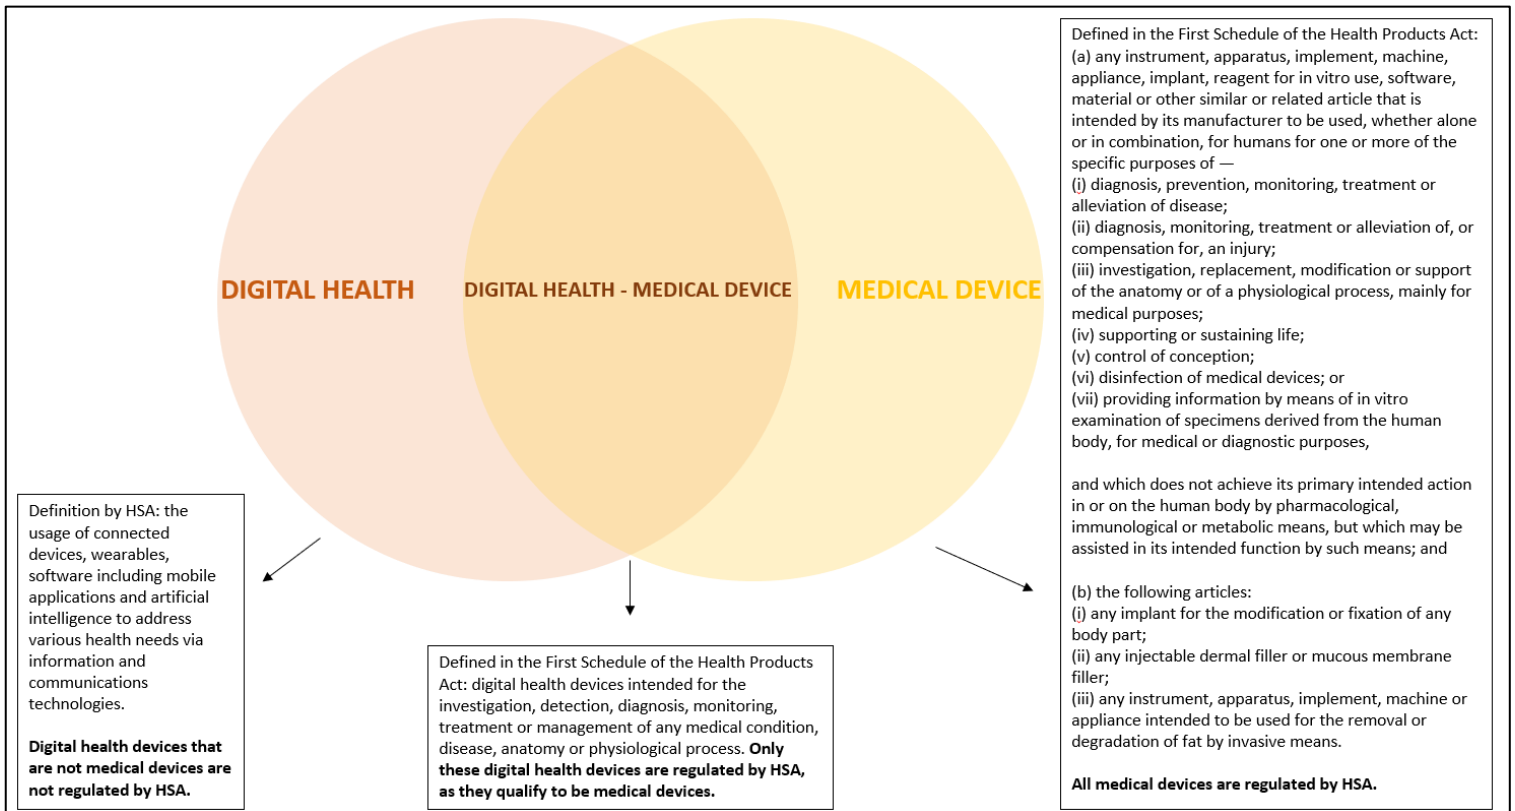 DIGITAL HEALTH
DIGITAL HEALTH - MEDICAL DEVICE
MEDICAL DEVICE
Definition by HSA: the
usage of connected
devices, wearables,
software including mobile
applications and artificial
intelligence to address
various health needs via
information and
communications
technologies.
Digital health devices that
are not medical devices are
not regulated by HSA.
Defined in the First Schedule of the Health Products
Act: digital health devices intended for the
investigation, detection, diagnosis, monitoring,
treatment or management of any medical condition,
disease, anatomy or physiological process. Only
these digital health devices are regulated by HSA,
as they qualify to be medical devices.
Defined in the First Schedule of the Health Products Act:
(a) any instrument, apparatus, implement, machine,
appliance, implant, reagent for in vitro use, software,
material or other similar or related article that is
intended by its manufacturer to be used, whether alone
or in combination, for humans for one or more of the
specific purposes of —
(i) diagnosis, prevention, monitoring, treatment or
alleviation of disease;
(ii) diagnosis, monitoring, treatment or alleviation of, or
compensation for, an injury;
(iii) investigation, replacement, modification or support
of the anatomy or of a physiological process, mainly for
medical purposes;
(iv) supporting or sustaining life;
(v) control of conception;
(vi) disinfection of medical devices; or
(vii) providing information by means of in vitro
examination of specimens derived from the human
body, for medical or diagnostic purposes,
and which does not achieve its primary intended action
in or on the human body by pharmacological,
immunological or metabolic means, but which may be
assisted in its intended function by such means; and
(b) the following articles:
(i) any implant for the modification or fixation of any
body part;
(ii) any injectable dermal filler or mucous membrane
filler;
(iii) any instrument, apparatus, implement, machine or
appliance intended to be used for the removal or
degradation of fat by invasive means.
All medical devices are regulated by HSA.